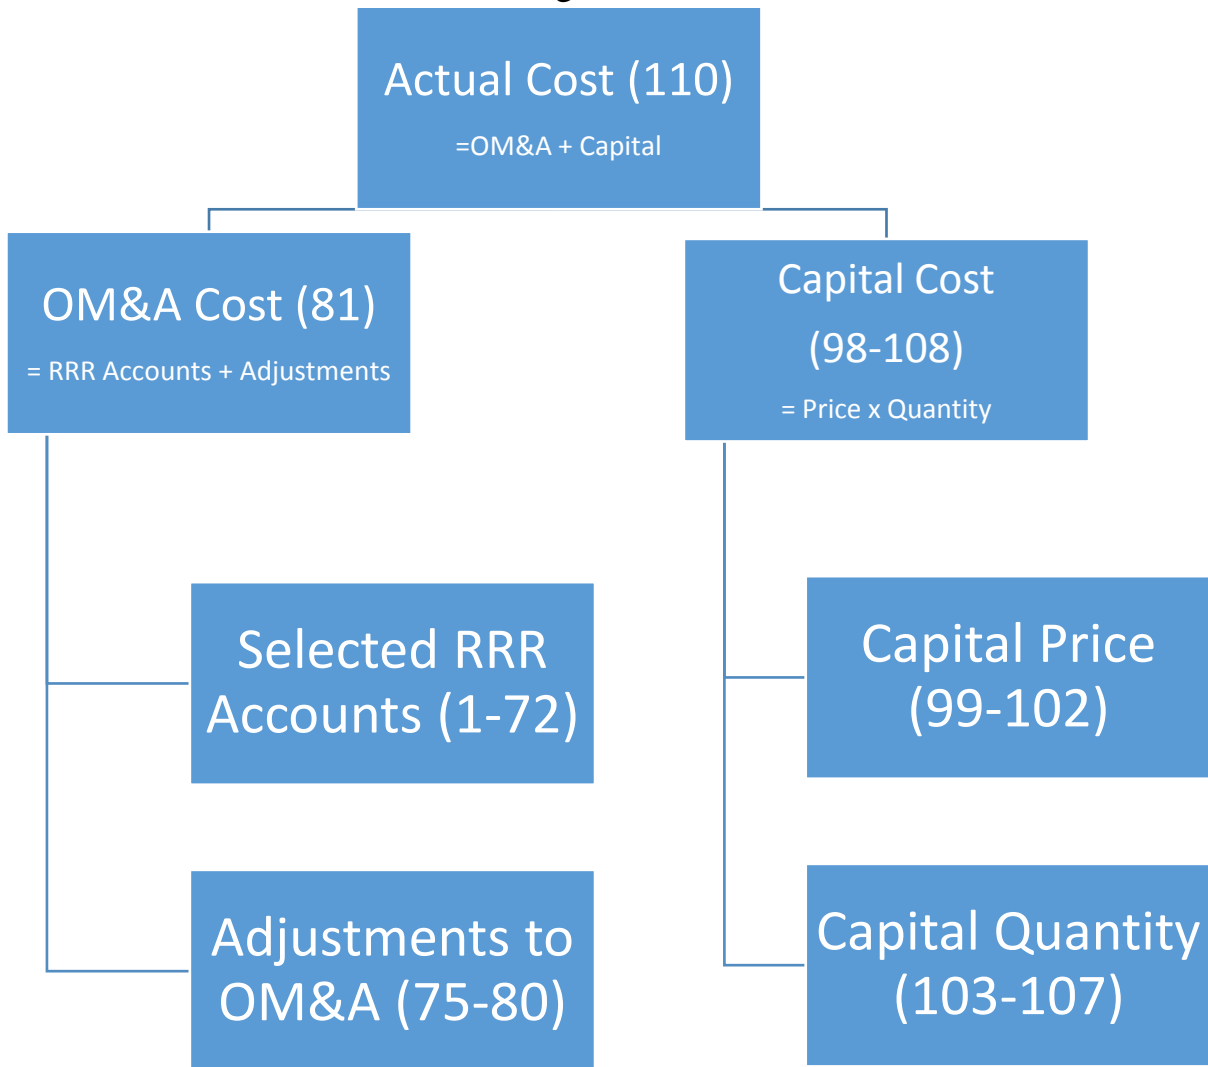 Actual Cost (110)
=OM&A + Capital
OM&A Cost (81)
= RRR Accounts + Adjustments
Capital Cost
(98-108)
= Price x Quantity
Selected RRR
Accounts (1-72)
Capital Price
(99-102)
Adjustments to
OM&A (75-80)
Capital Quantity
(103-107)